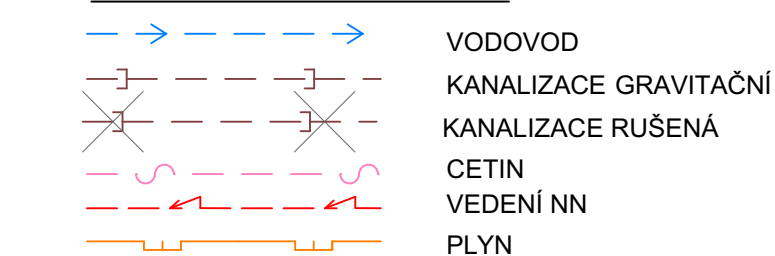 VODOVOD
KANALIZACE GRAVITAČNÍ
KANALIZACE RUŠENÁ
CETIN
VEDENÍ NN
PLYN